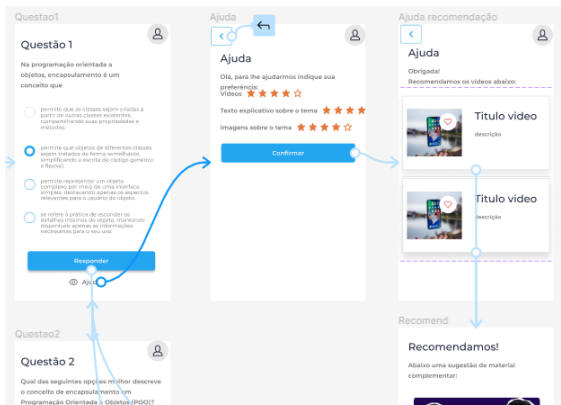 Questao1
Questão 1
Na programação orientada a
objetos, encapsulamento é um
conceito que
permite que as classes sejam criadas a
partir de outras classes existentes,
compartilhando suas propriedades e
métodos.
permite que objetos de diferentes classes
sejam tratados de forma semelhante,
simplificando a escrita de código genérico
e flexível.
permite representar um objeto
complexo por meio de uma interface
simples, destacando apenas os aspectos
relevantes para o usuário do objeto.
se refere à prática de esconder os
detalhes internos do objeto, mantendo
disponíveis apenas as informações
necessárias para o seu uso.
Responder
Ajuda
Questao2
Questão 2
Qual das seguintes opções melhor descreve
o conceito de encapsulamento em
Programação Orientada a Objetos (POO)?
Ajuda
Ajuda
Olá, para lhe ajudarmos indique sua
preferência:
Vídeos
Texto explicativo sobre o tema
Imagens sobre o tema
Confirmar
Ajuda recomendação
Ajuda
Obrigada!
Recomendamos os vídeos abaixo:
Titulo video
descrição
Titulo video
descrição
Recomend
Recomendamos!
Abaixo uma sugestão de material
complementar: